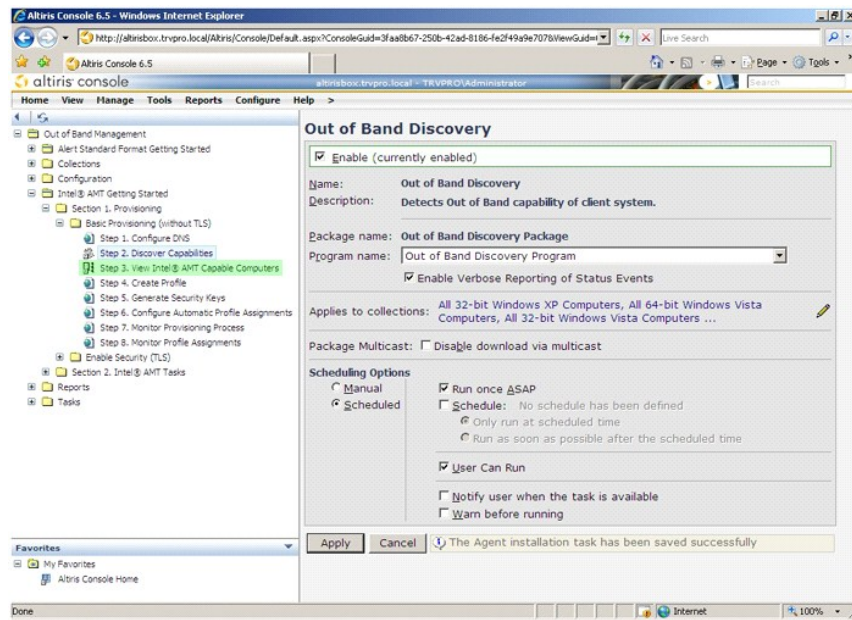 Altiris Console 6.5 - Windows Internet Explorer
http://altirisbox.trvpro.local/Altiris/Console/Default.aspx?ConsoleGuid=3faa8b67-250b-42ad-8186-fe2f49a9e707&ViewGuid=
Live Search
Altiris Console 6.5
Page
Tools
altiris console
altirisbox.trvpro.local - TRVPRO\Administrator
Search
Home View Manage Tools Reports Configure Help >
Out of Band Management
Alert Standard Format Getting Started
Collections
Configuration
Intel® AMT Getting Started
Section 1. Provisioning
Basic Provisioning (without TLS)
Step 1. Configure DNS
Step 2. Discover Capabilities
Step 3. View Intel® AMT Capable Computers
Step 4. Create Profile
Step 5. Generate Security Keys
Step 6. Configure Automatic Profile Assignments
Step 7. Monitor Provisioning Process
Step 8. Monitor Profile Assignments
Enable Security (TLS)
Section 2. Intel® AMT Tasks
Reports
Tasks
Favorites
My Favorites
Altiris Console Home
Out of Band Discovery
Enable (currently enabled)
Name: Out of Band Discovery
Description: Detects Out of Band capability of client system.
Package name: Out of Band Discovery Package
Program name: Out of Band Discovery Program
Enable Verbose Reporting of Status Events
Applies to collections: All 32-bit Windows XP Computers, All 64-bit Windows Vista
Computers, All 32-bit Windows Vista Computers ...
Package Multicast: Disable download via multicast
Scheduling Options
Manual
Scheduled
Run once ASAP
Schedule: No schedule has been defined
Only run at scheduled time
Run as soon as possible after the scheduled time
User Can Run
Notify user when the task is available
Warn before running
Apply Cancel The Agent installation task has been saved successfully
Done
Internet
100%